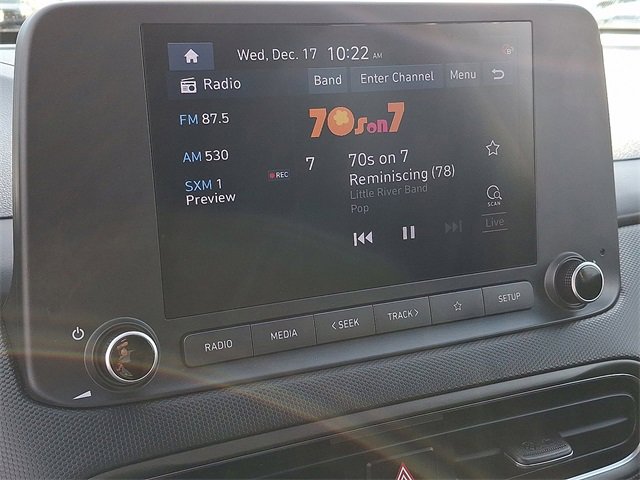 Wed, Dec. 17 10:22 AM
Radio Band Enter Channel Menu
FM 87.5
70s on 7
AM 530
SXM 1
Preview
REC 7
70s on 7
Reminiscing (78)
Little River Band
Pop
SCAN
Live
RADIO MEDIA < SEEK TRACK > SETUP